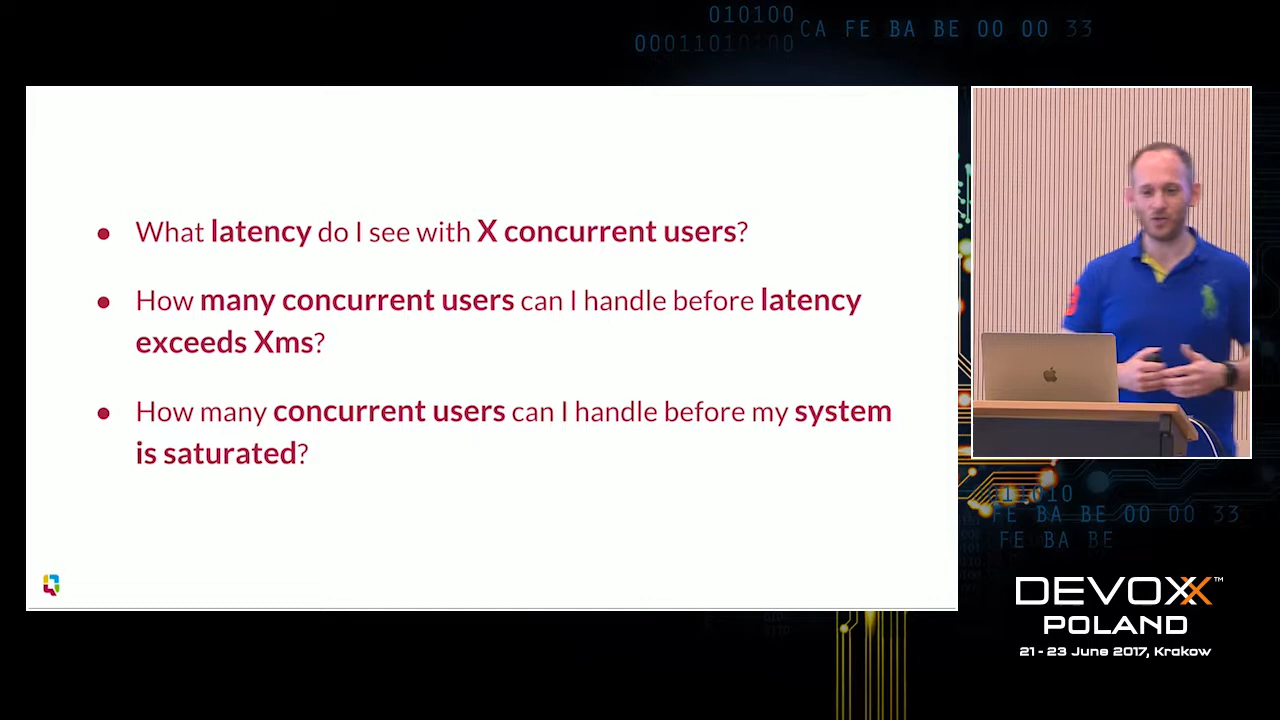 010100
CA FE BA BE 00 00 33
00011010100
What latency do I see with X concurrent users?
How many concurrent users can I handle before latency
exceeds Xms?
How many concurrent users can I handle before my system
is saturated?
011010
FE BA BE 00 00 33
FE BA BE
DEVOXX™
POLAND
21 - 23 June 2017, Krakow